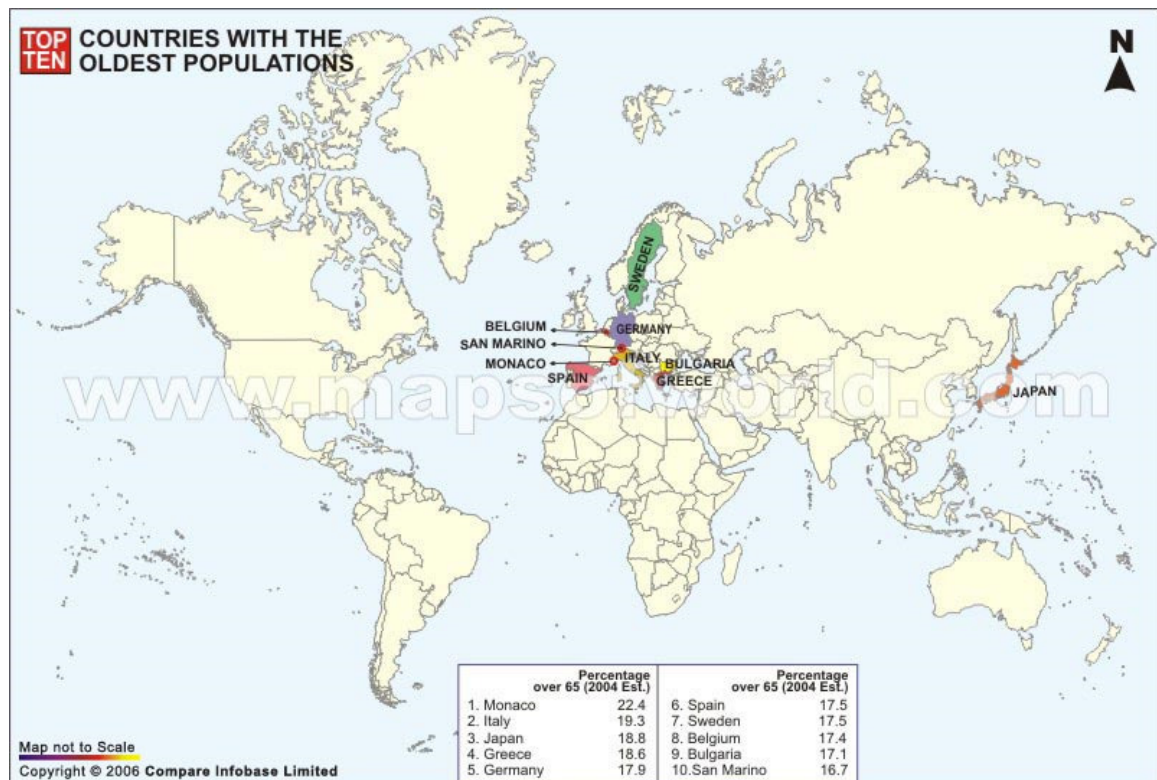 TOP TEN
COUNTRIES WITH THE
OLDEST POPULATIONS
N
SWEDEN
BELGIUM
GERMANY
SAN MARINO
MONACO
ITALY
BULGARIA
SPAIN
GREECE
JAPAN
www.mapsofworld.com
Percentage
over 65 (2004 Est.)
1. Monaco 22.4
2. Italy 19.3
3. Japan 18.8
4. Greece 18.6
5. Germany 17.9
Percentage
over 65 (2004 Est.)
6. Spain 17.5
7. Sweden 17.5
8. Belgium 17.4
9. Bulgaria 17.1
10.San Marino 16.7
Map not to Scale
Copyright © 2006 Compare Infobase Limited